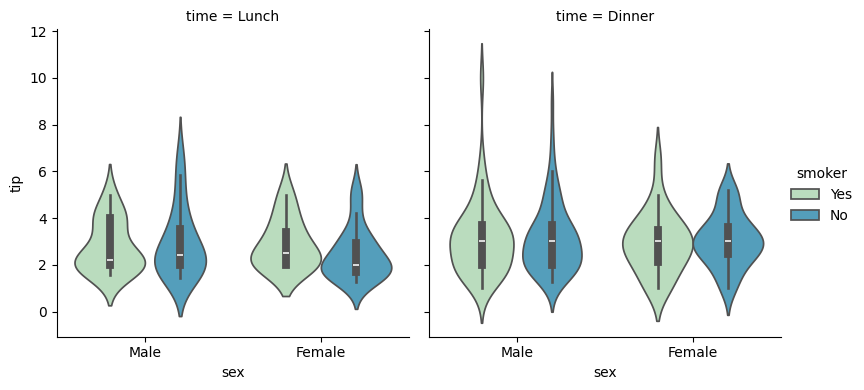 time = Lunch
time = Dinner
tip
12
10
8
6
4
2
0
Male
Female
sex
Male
Female
sex
smoker
Yes
No